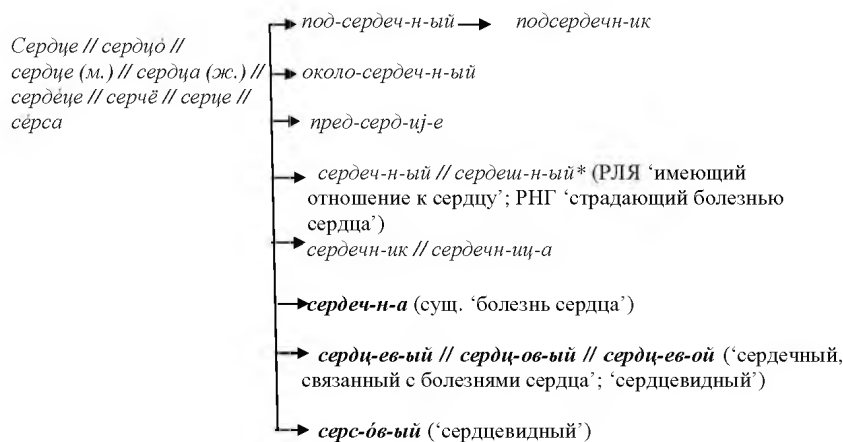 под-сердеч-н-ый → подсердечн-ик
Сердце // сердцо́ //
сердце (м.) // сердца (ж.) //
серде́це // серчё // серце //
се́рса
около-сердеч-н-ый
пред-серд-иj-е
сердеч-н-ый // сердеш-н-ый* (РЛЯ ‘имеющий
отношение к сердцу’; РНГ ‘страдающий болезнью
сердца’)
сердечн-ик // сердечн-иц-а
сердеч-н-а (сущ. ‘болезнь сердца’)
сердц-ев-ый // сердц-ов-ый // сердц-ев-ой (‘сердечный,
связанный с болезнями сердца’; ‘сердцевидный’)
серс-о́в-ый (‘сердцевидный’)